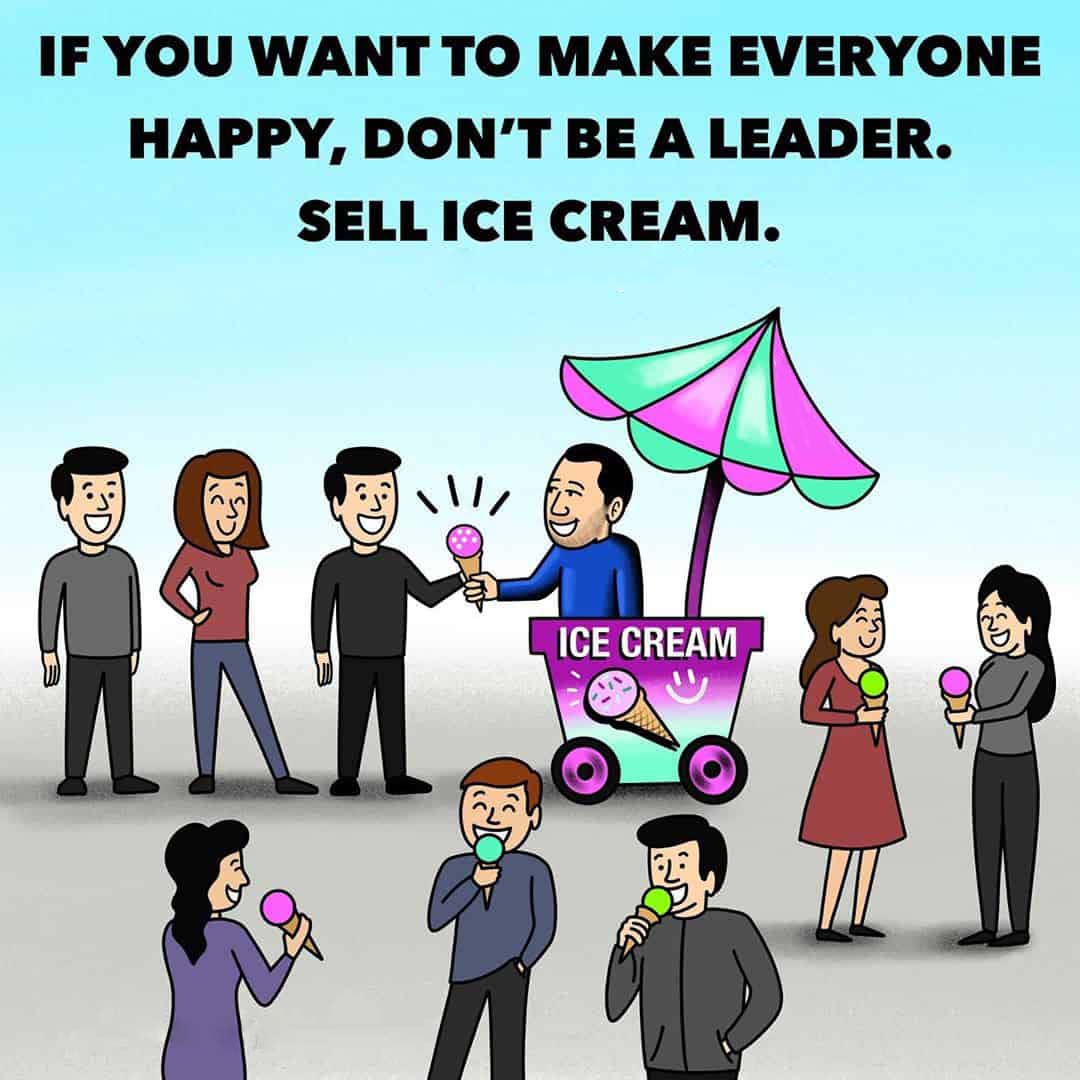 IF YOU WANT TO MAKE EVERYONE
HAPPY, DON’T BE A LEADER.
SELL ICE CREAM.
ICE CREAM